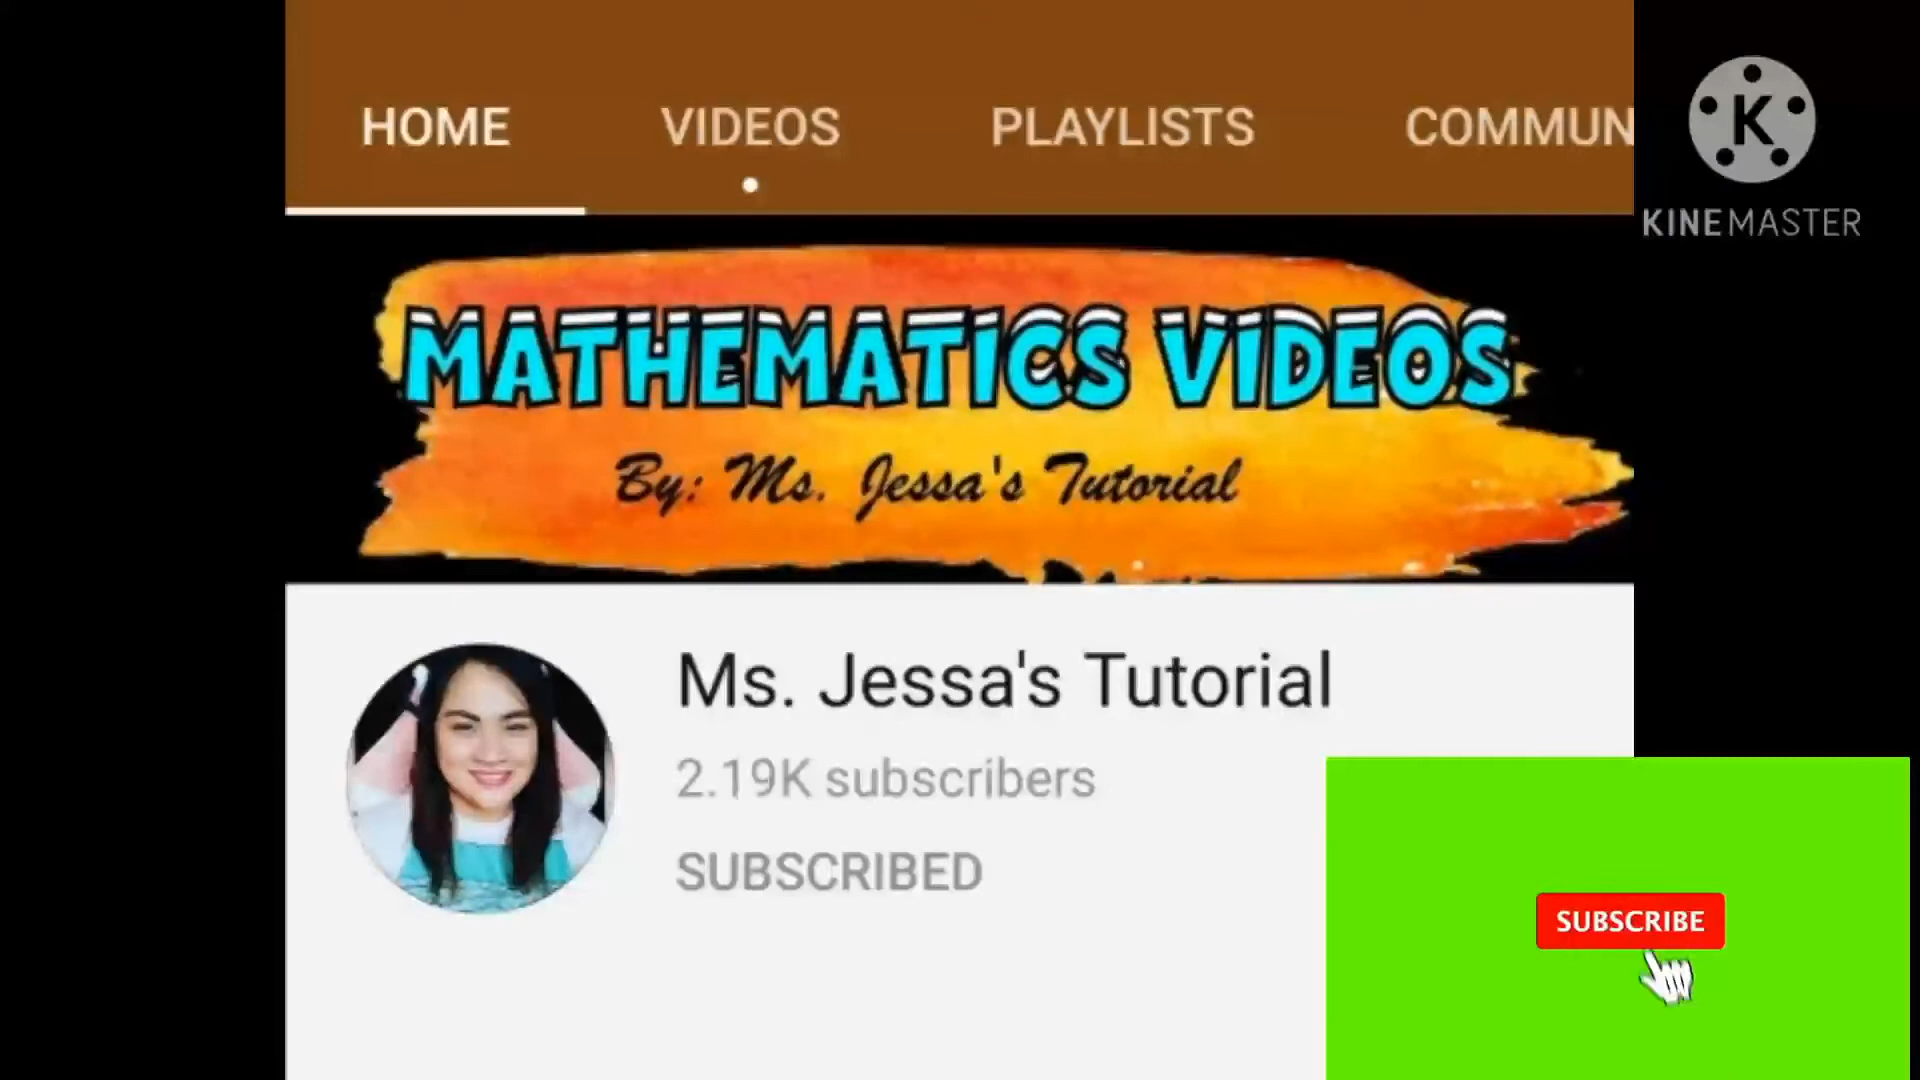 HOME VIDEOS PLAYLISTS COMMUN
K
KINEMASTER
MATHEMATICS VIDEOS
By: Ms. Jessa's Tutorial
Ms. Jessa's Tutorial
2.19K subscribers
SUBSCRIBED
SUBSCRIBE